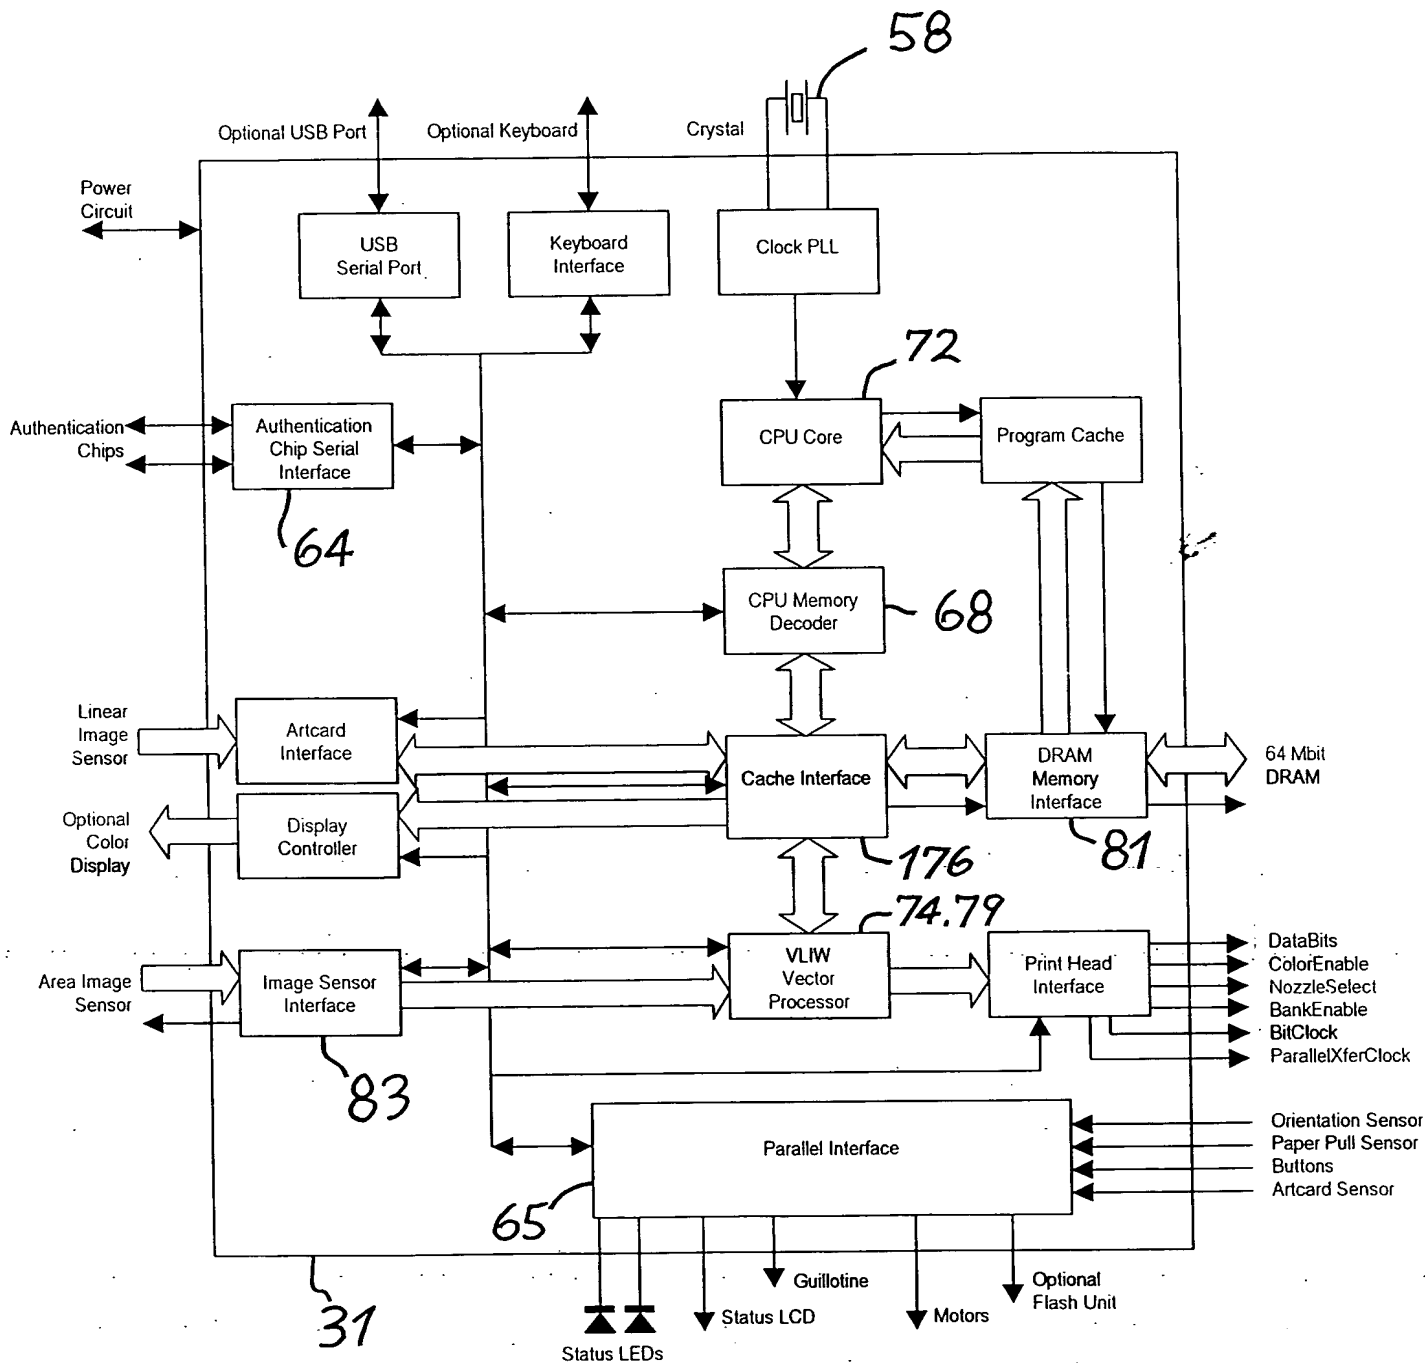 58
Optional USB Port
Optional Keyboard
Crystal
Power
Circuit
USB
Serial Port
Keyboard
Interface
Clock PLL
72
Authentication
Chips
Authentication
Chip Serial
Interface
CPU Core
Program Cache
64
CPU Memory
Decoder
68
Linear
Image
Sensor
Artcard
Interface
Cache Interface
DRAM
Memory
Interface
64 Mbit
DRAM
Optional
Color
Display
Display
Controller
176
81
74.79
Area Image
Sensor
Image Sensor
Interface
VLIW
Vector
Processor
Print Head
Interface
DataBits
ColorEnable
NozzleSelect
BankEnable
BitClock
ParallelXferClock
83
Parallel Interface
Orientation Sensor
Paper Pull Sensor
Buttons
Artcard Sensor
65
31
Status LEDs
Status LCD
Guillotine
Motors
Optional
Flash Unit